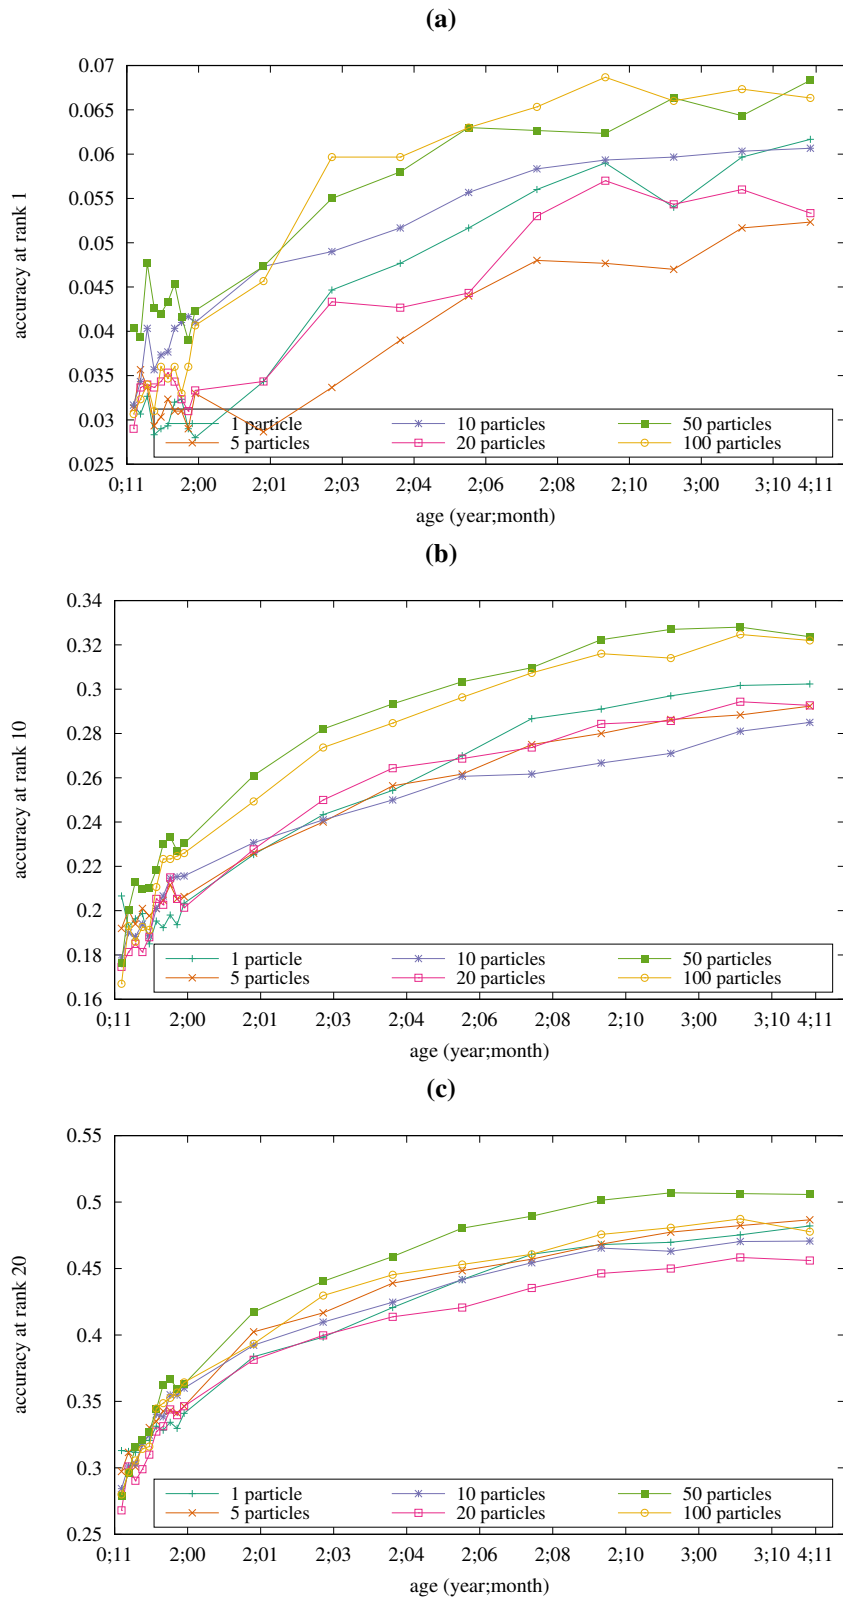 (a)
0.07
0.065
0.06
0.055
0.05
0.045
0.04
0.035
0.03
0.025
accuracy at rank 1
1 particle 10 particles 50 particles
5 particles 20 particles 100 particles
0;11 2;00 2;01 2;03 2;04 2;06 2;08 2;10 3;00 3;10 4;11
age (year;month)
(b)
0.34
0.32
0.3
0.28
0.26
0.24
0.22
0.2
0.18
0.16
accuracy at rank 10
1 particle 10 particles 50 particles
5 particles 20 particles 100 particles
0;11 2;00 2;01 2;03 2;04 2;06 2;08 2;10 3;00 3;10 4;11
age (year;month)
(c)
0.55
0.5
0.45
0.4
0.35
0.3
0.25
accuracy at rank 20
1 particle 10 particles 50 particles
5 particles 20 particles 100 particles
0;11 2;00 2;01 2;03 2;04 2;06 2;08 2;10 3;00 3;10 4;11
age (year;month)